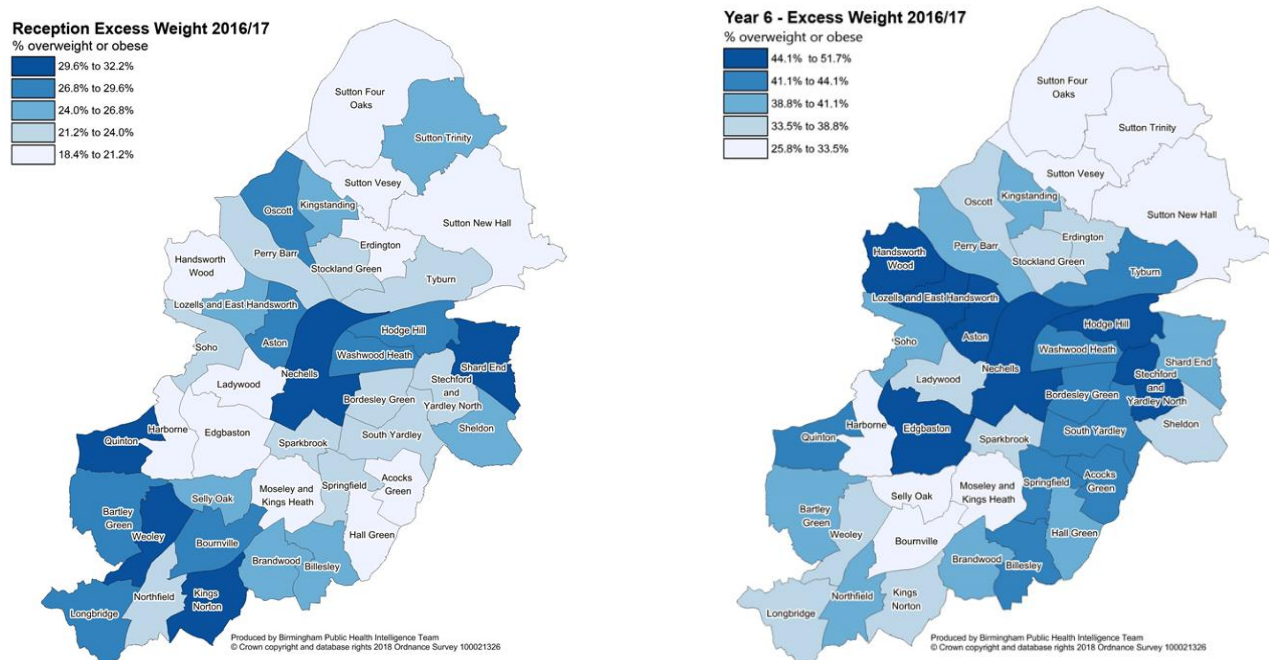 Reception Excess Weight 2016/17
% overweight or obese
29.6% to 32.2%
26.8% to 29.6%
24.0% to 26.8%
21.2% to 24.0%
18.4% to 21.2%
Sutton Four
Oaks
Sutton Trinity
Sutton Vesey
Sutton New Hall
Oscott
Kingstanding
Erdington
Perry Barr
Stockland Green
Tyburn
Handsworth
Wood
Lozells and East Handsworth
Aston
Hodge Hill
Soho
Washwood Heath
Shard End
Nechells
Ladywood
Stechford
and
Yardley North
Bordesley Green
Harborne
Edgbaston
Quinton
Sparkbrook
South Yardley
Sheldon
Acocks
Green
Selly Oak
Moseley and
Kings Heath
Springfield
Bartley
Green
Weoley
Bournville
Hall Green
Brandwood
Billesley
Northfield
Kings
Norton
Longbridge
Produced by Birmingham Public Health Intelligence Team
© Crown copyright and database rights 2018 Ordnance Survey 100021326
Year 6 - Excess Weight 2016/17
% overweight or obese
44.1% to 51.7%
41.1% to 44.1%
38.8% to 41.1%
33.5% to 38.8%
25.8% to 33.5%
Sutton Four
Oaks
Sutton Trinity
Sutton Vesey
Sutton New Hall
Oscott
Kingstanding
Erdington
Perry Barr
Stockland Green
Tyburn
Handsworth
Wood
Lozells and East Handsworth
Aston
Hodge Hill
Soho
Washwood Heath
Shard End
Nechells
Ladywood
Stechford
and
Yardley North
Bordesley Green
Harborne
Edgbaston
Quinton
Sparkbrook
South Yardley
Sheldon
Acocks
Green
Selly Oak
Moseley and
Kings Heath
Springfield
Bartley
Green
Weoley
Bournville
Hall Green
Brandwood
Billesley
Northfield
Kings
Norton
Longbridge
Produced by Birmingham Public Health Intelligence Team
© Crown copyright and database rights 2018 Ordnance Survey 100021326